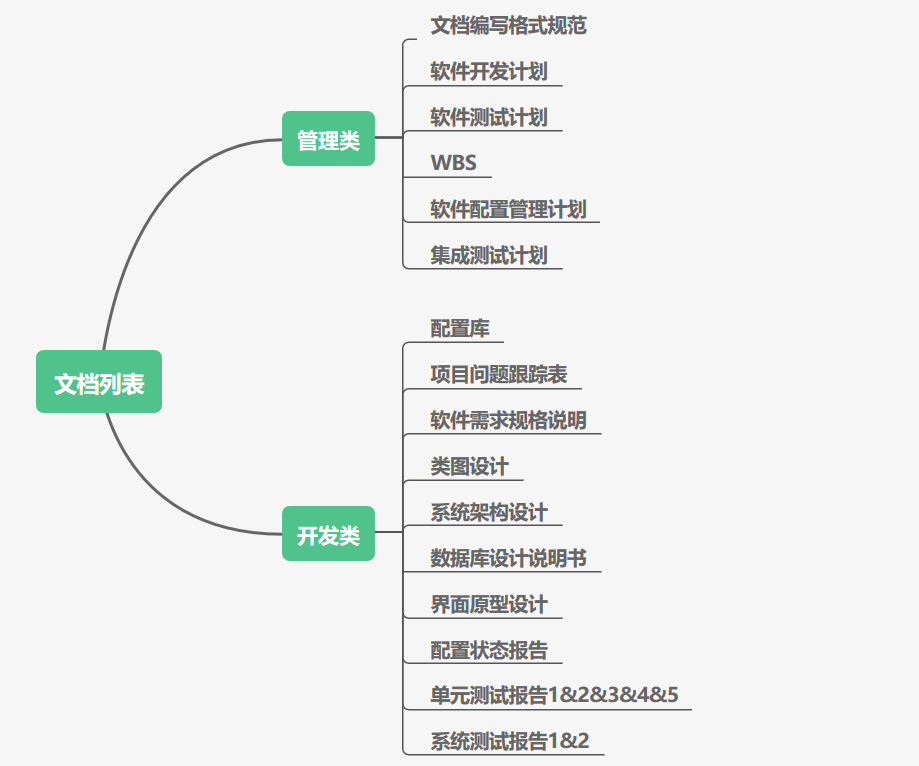 文档列表
管理类
文档编写格式规范
软件开发计划
软件测试计划
WBS
软件配置管理计划
集成测试计划
开发类
配置库
项目问题跟踪表
软件需求规格说明
类图设计
系统架构设计
数据库设计说明书
界面原型设计
配置状态报告
单元测试报告1&2&3&4&5
系统测试报告1&2